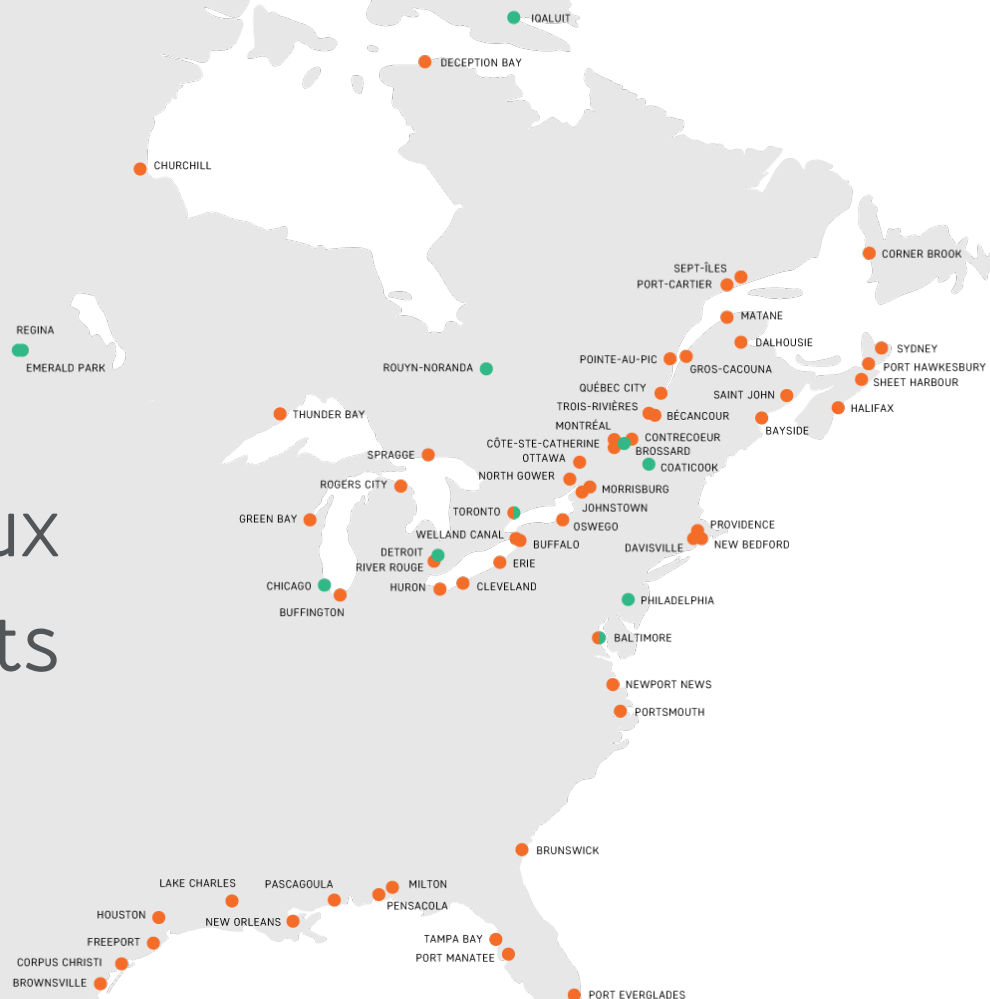 IQALUIT
DECEPTION BAY
CHURCHILL
CORNER BROOK
SEPT-ÎLES
PORT-CARTIER
MATANE
REGINA
DALHOUSIE
SYDNEY
POINTE-AU-PIC
EMERALD PARK
ROUYN-NORANDA
GROS-CACOUNA
PORT HAWKESBURY
SHEET HARBOUR
QUÉBEC CITY
SAINT JOHN
TROIS-RIVIÈRES
HALIFAX
THUNDER BAY
BÉCANCOUR
MONTRÉAL
BAYSIDE
CONTRECOEUR
CÔTE-STE-CATHERINE
BROSSARD
SPRAGGE
OTTAWA
COATICOOK
NORTH GOWER
ROGERS CITY
MORRISBURG
JOHNSTOWN
TORONTO
GREEN BAY
OSWEGO
PROVIDENCE
ux
WELLAND CANAL
BUFFALO
DAVISVILLE
NEW BEDFORD
DETROIT
RIVER ROUGE
ERIE
CHICAGO
HURON
CLEVELAND
PHILADELPHIA
BUFFINGTON
BALTIMORE
ts
NEWPORT NEWS
PORTSMOUTH
BRUNSWICK
LAKE CHARLES
PASCAGOULA
MILTON
PENSACOLA
HOUSTON
NEW ORLEANS
FREEPORT
TAMPA BAY
PORT MANATEE
CORPUS CHRISTI
BROWNSVILLE
PORT EVERGLADES